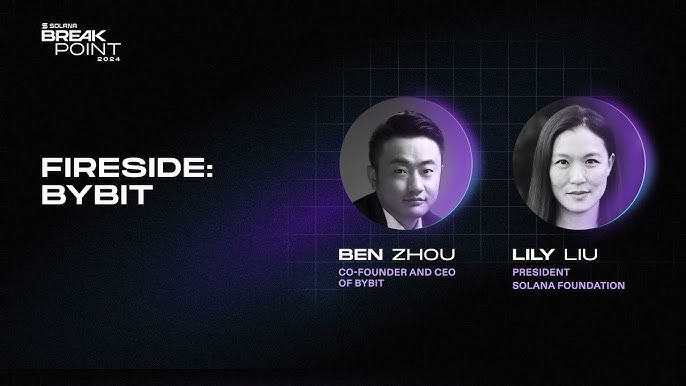 SOLANA
BREAK
POINT
2024
FIRESIDE:
BYBIT
BEN ZHOU
CO-FOUNDER AND CEO
OF BYBIT
LILY LIU
PRESIDENT
SOLANA FOUNDATION